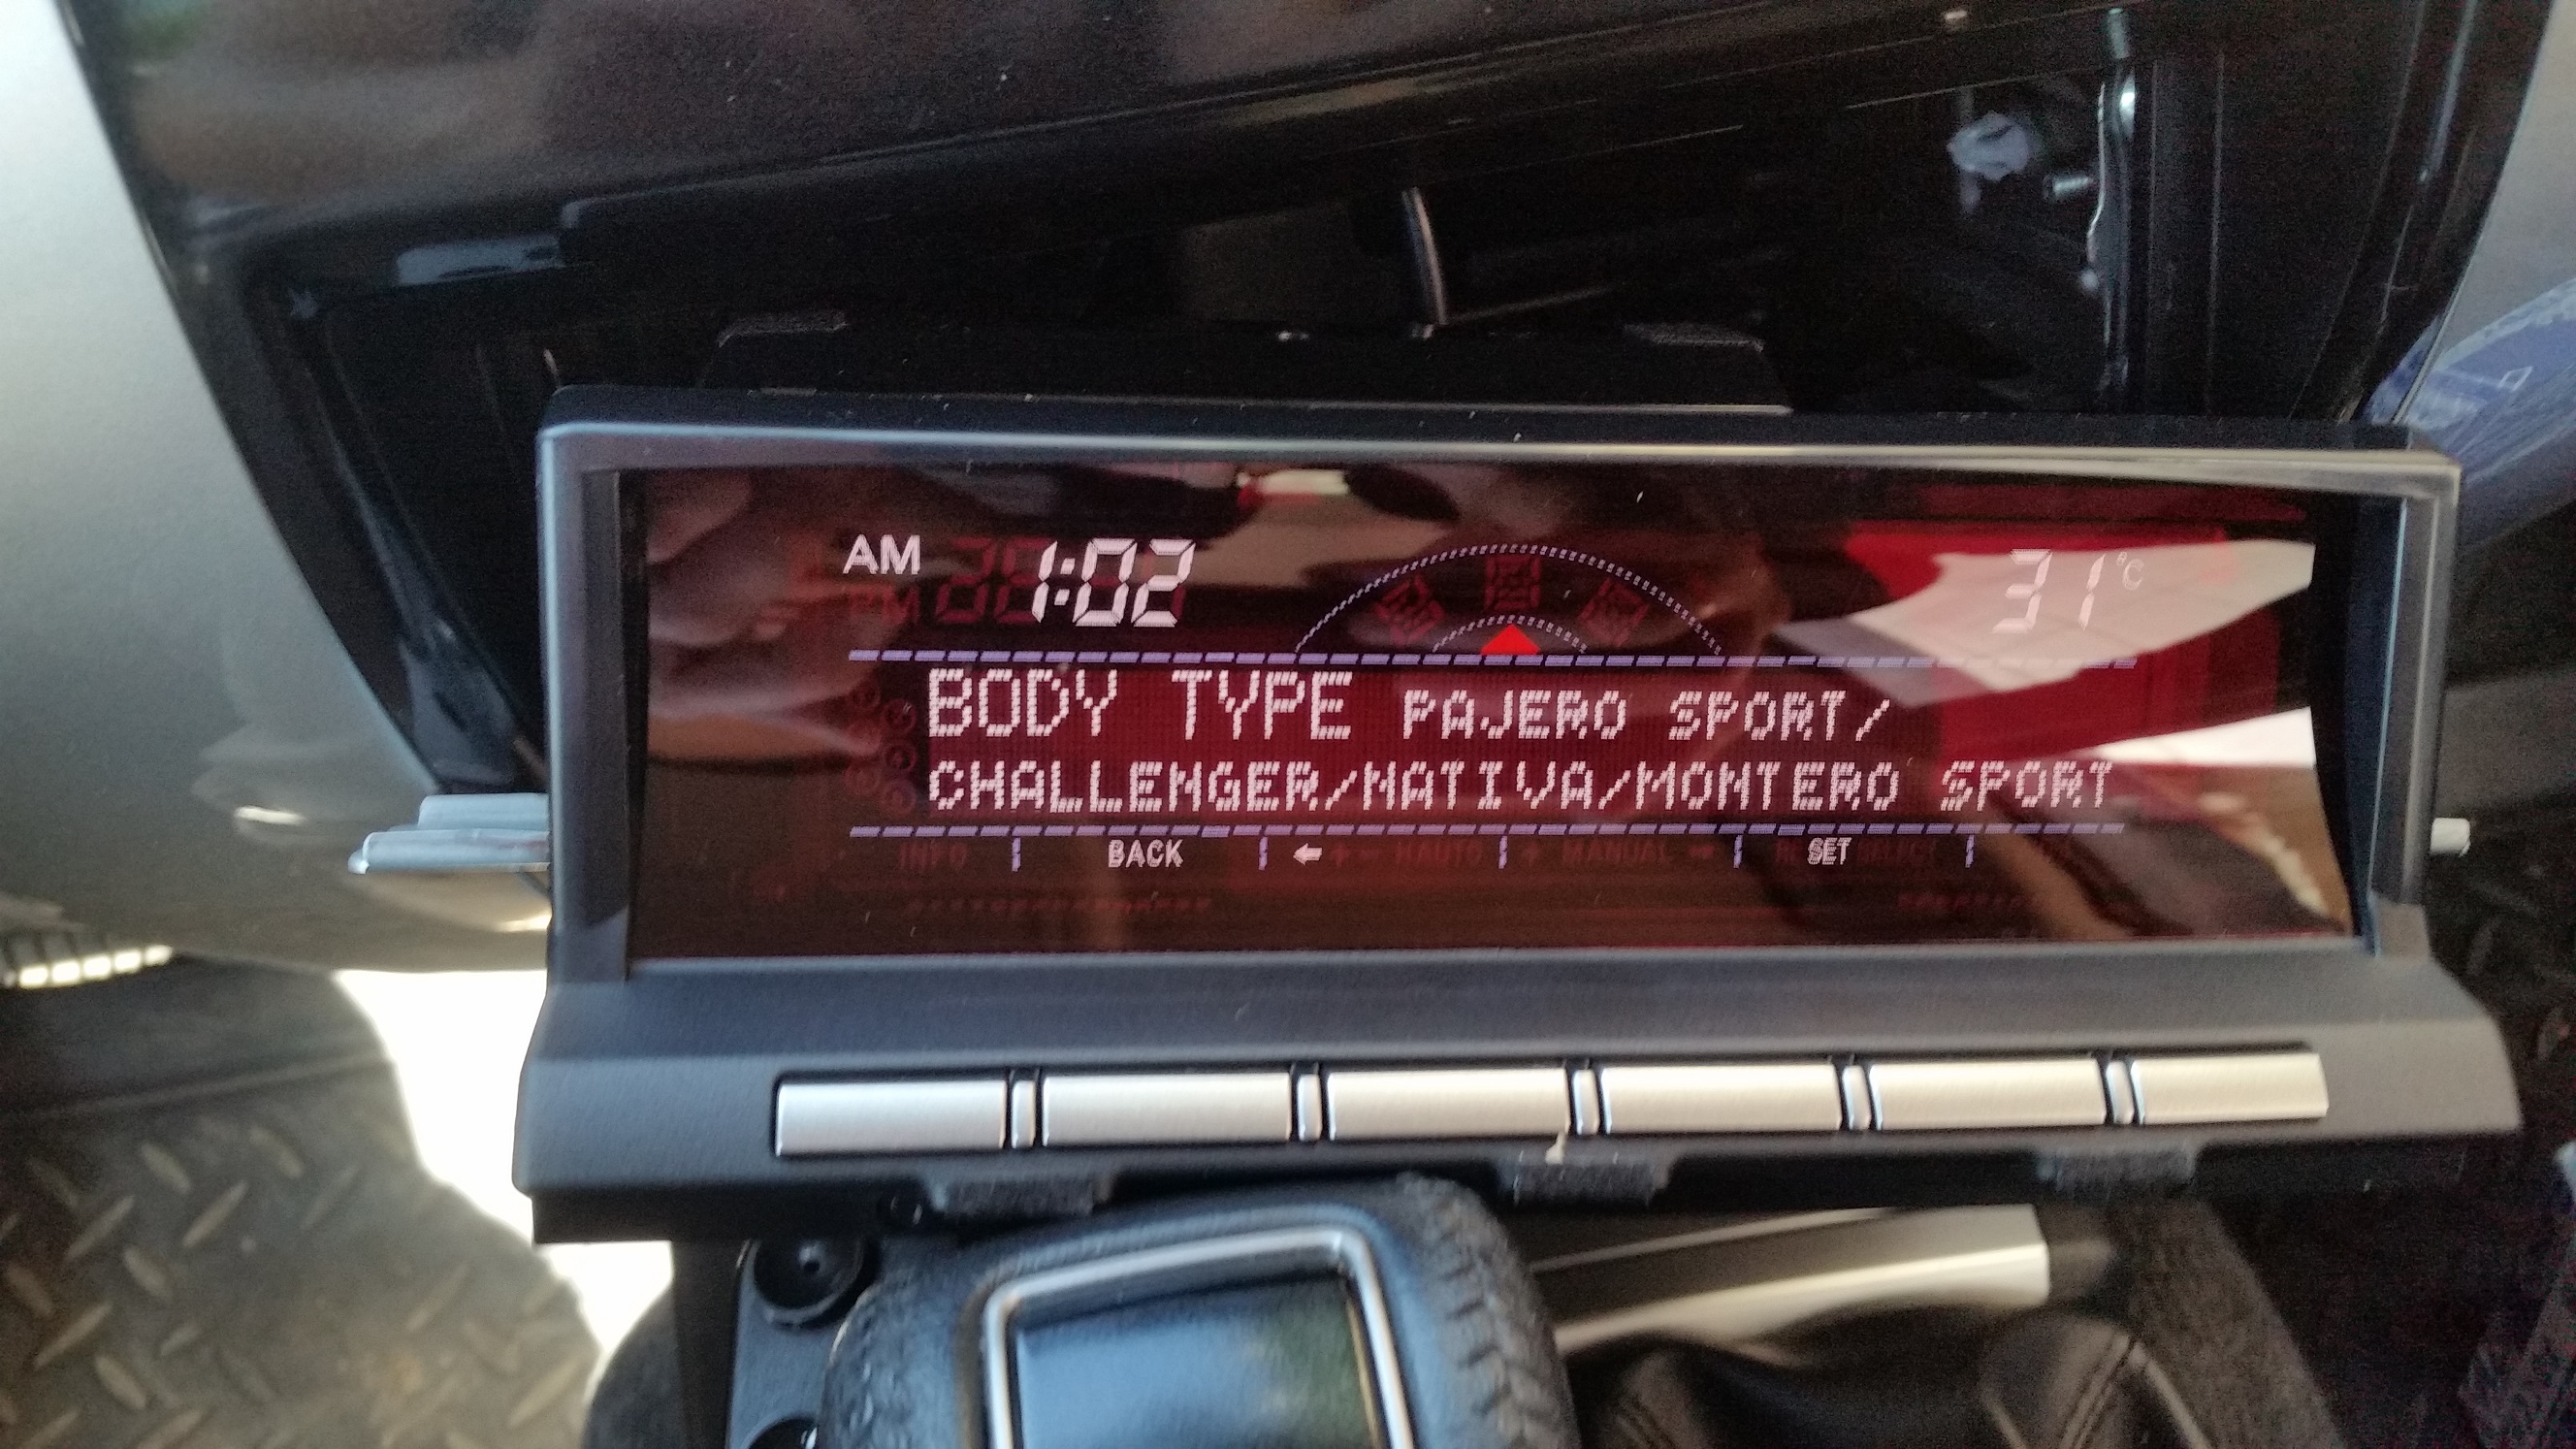 AM 1:02 31°C
BODY TYPE PAJERO SPORT/
CHALLENGER/NATIVA/MONTERO SPORT
BACK ← SET